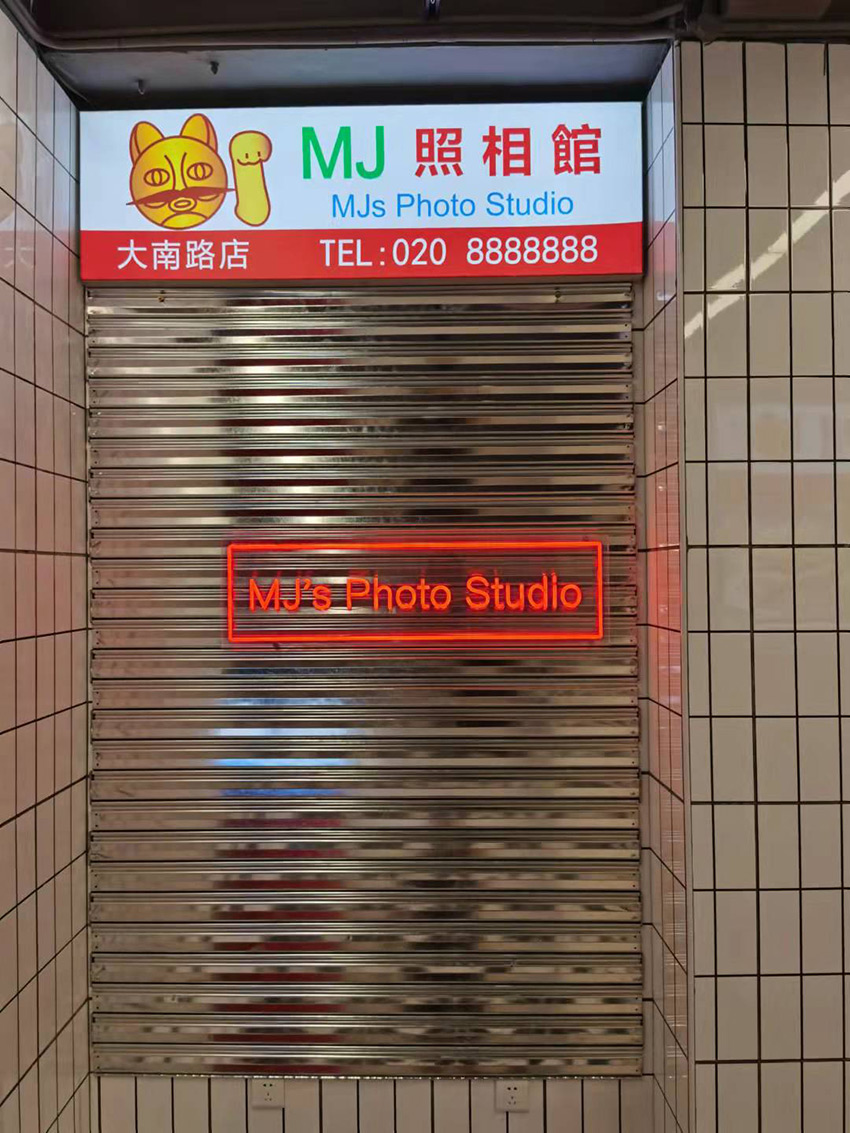 MJ 照相館
MJs Photo Studio
大南路店 TEL:020 8888888
MJ's Photo Studio